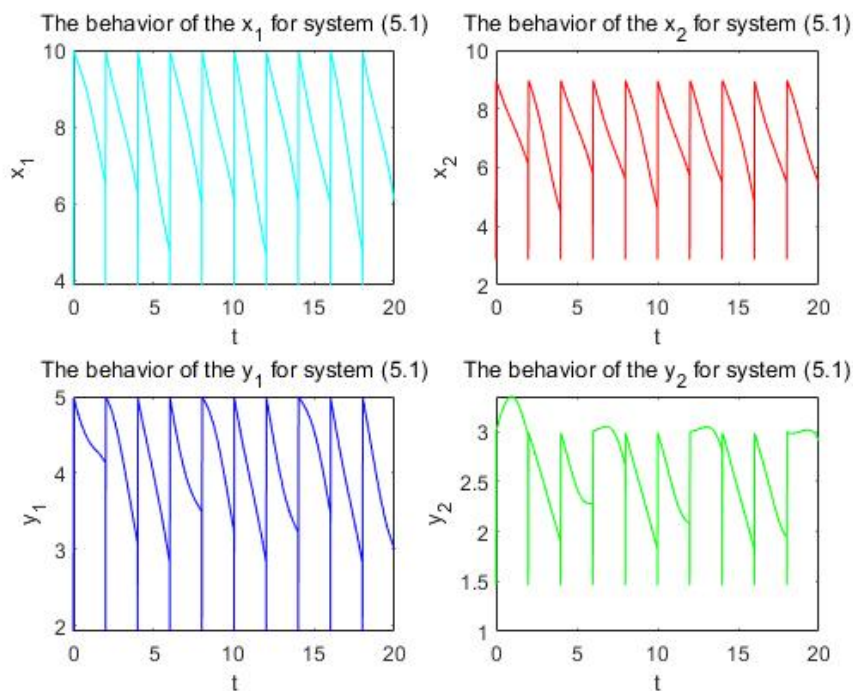 The behavior of the x1 for system (5.1)
10
8
6
4
x1
0 5 10 15 20
t
The behavior of the x2 for system (5.1)
10
8
6
4
2
x2
0 5 10 15 20
t
The behavior of the y1 for system (5.1)
5
4
3
2
y1
0 5 10 15 20
t
The behavior of the y2 for system (5.1)
3
2.5
2
1.5
1
y2
0 5 10 15 20
t